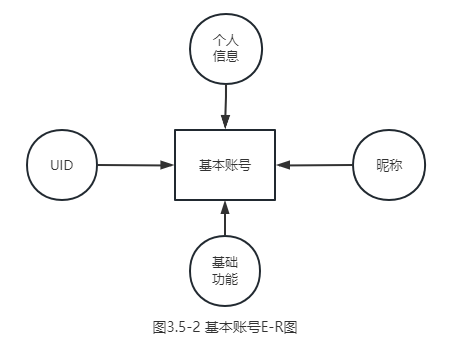 个人
信息
UID
基本账号
昵称
基础
功能
图3.5-2 基本账号E-R图